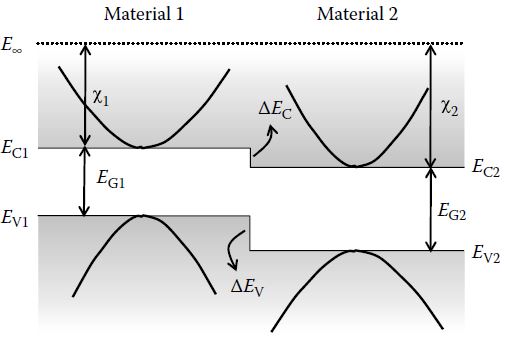 Material 1 Material 2
E∞
χ1
ΔEC
χ2
EC1
EC2
EG1
EG2
EV1
EV2
ΔEV